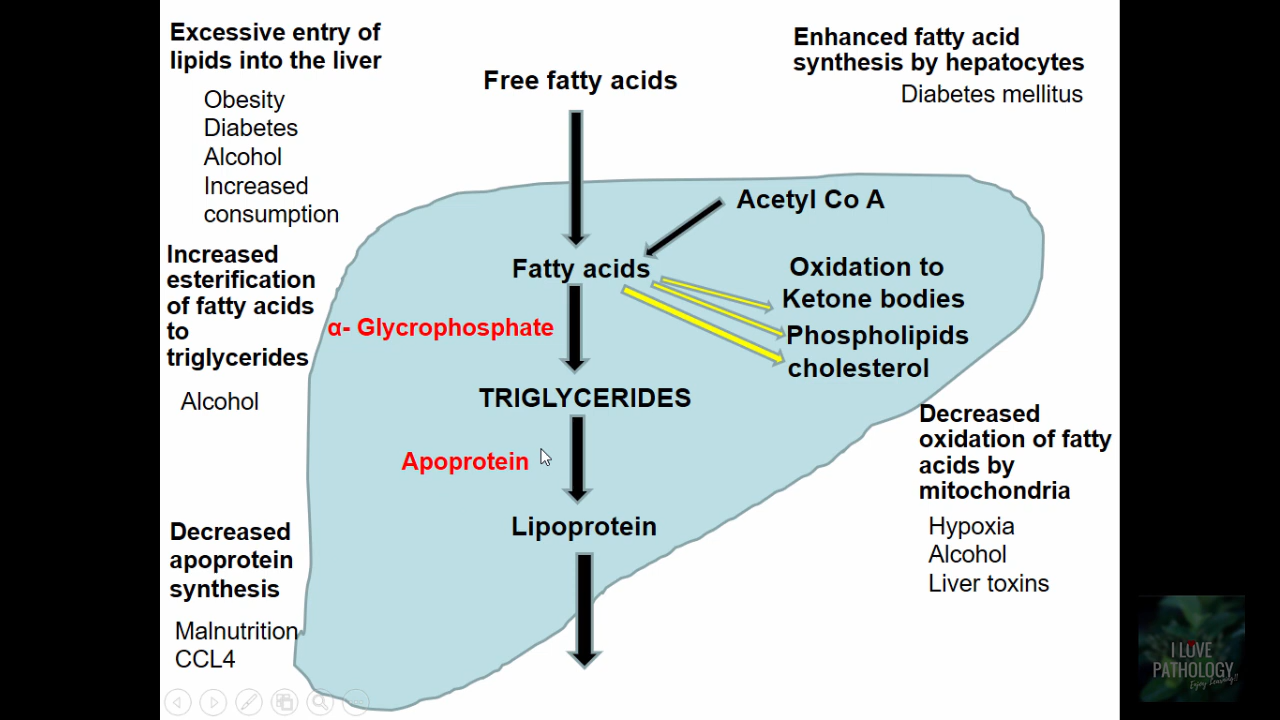 Excessive entry of
lipids into the liver
Obesity
Diabetes
Alcohol
Increased
consumption
Increased
esterification
of fatty acids
to
triglycerides
Alcohol
Decreased
apoprotein
synthesis
Malnutrition
CCL4
Free fatty acids
Fatty acids
α- Glycrophosphate
TRIGLYCERIDES
Apoprotein
Lipoprotein
Enhanced fatty acid
synthesis by hepatocytes
Diabetes mellitus
Acetyl Co A
Oxidation to
Ketone bodies
Phospholipids
cholesterol
Decreased
oxidation of fatty
acids by
mitochondria
Hypoxia
Alcohol
Liver toxins
I LOVE
PATHOLOGY
Enjoy Learning!!